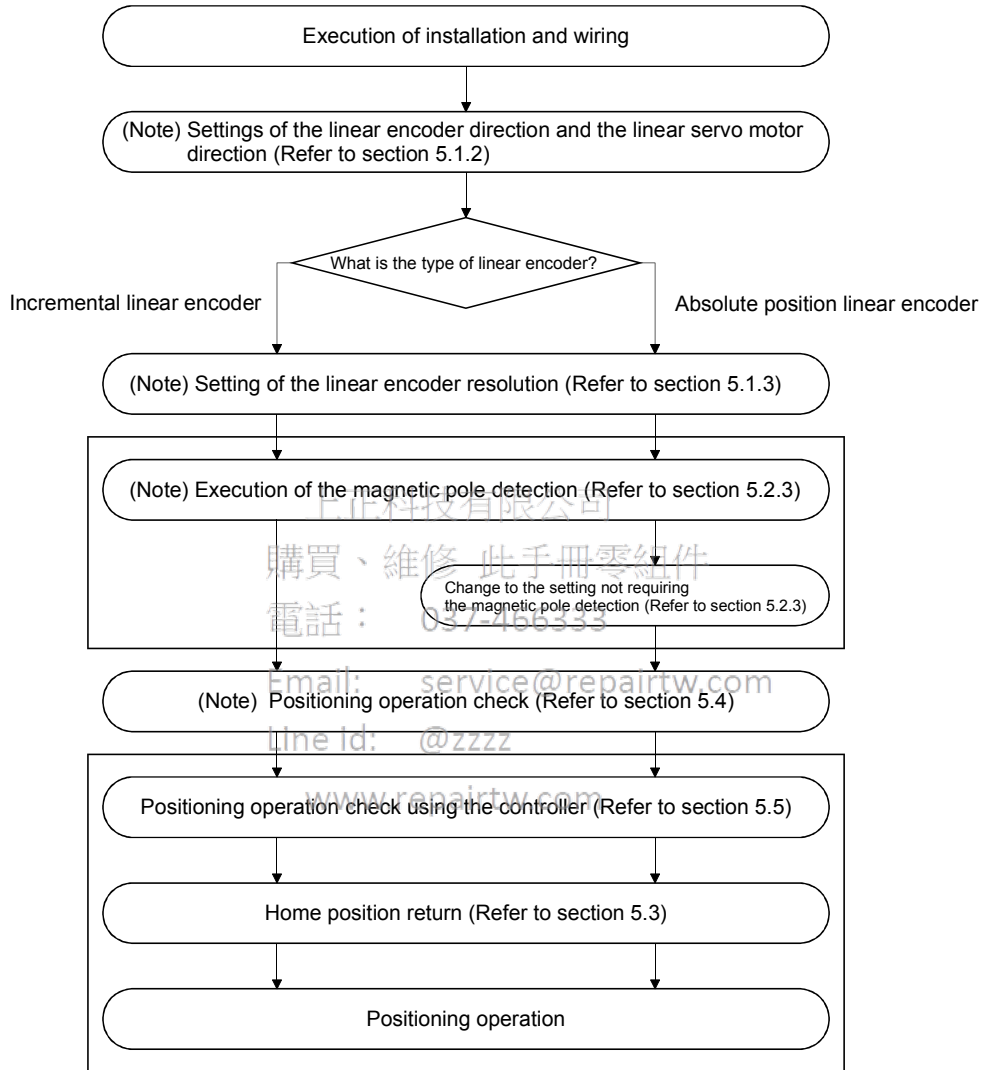 Execution of installation and wiring
(Note) Settings of the linear encoder direction and the linear servo motor
direction (Refer to section 5.1.2)
What is the type of linear encoder?
Incremental linear encoder
Absolute position linear encoder
(Note) Setting of the linear encoder resolution (Refer to section 5.1.3)
(Note) Execution of the magnetic pole detection (Refer to section 5.2.3)
上正科技有限公司
購買、維修 此手冊零組件
Change to the setting not requiring
the magnetic pole detection (Refer to section 5.2.3)
電話： 037-466333
Email: service@repairtw.com
(Note) Positioning operation check (Refer to section 5.4)
Line id: @zzzz
www.repairtw.com
Positioning operation check using the controller (Refer to section 5.5)
Home position return (Refer to section 5.3)
Positioning operation